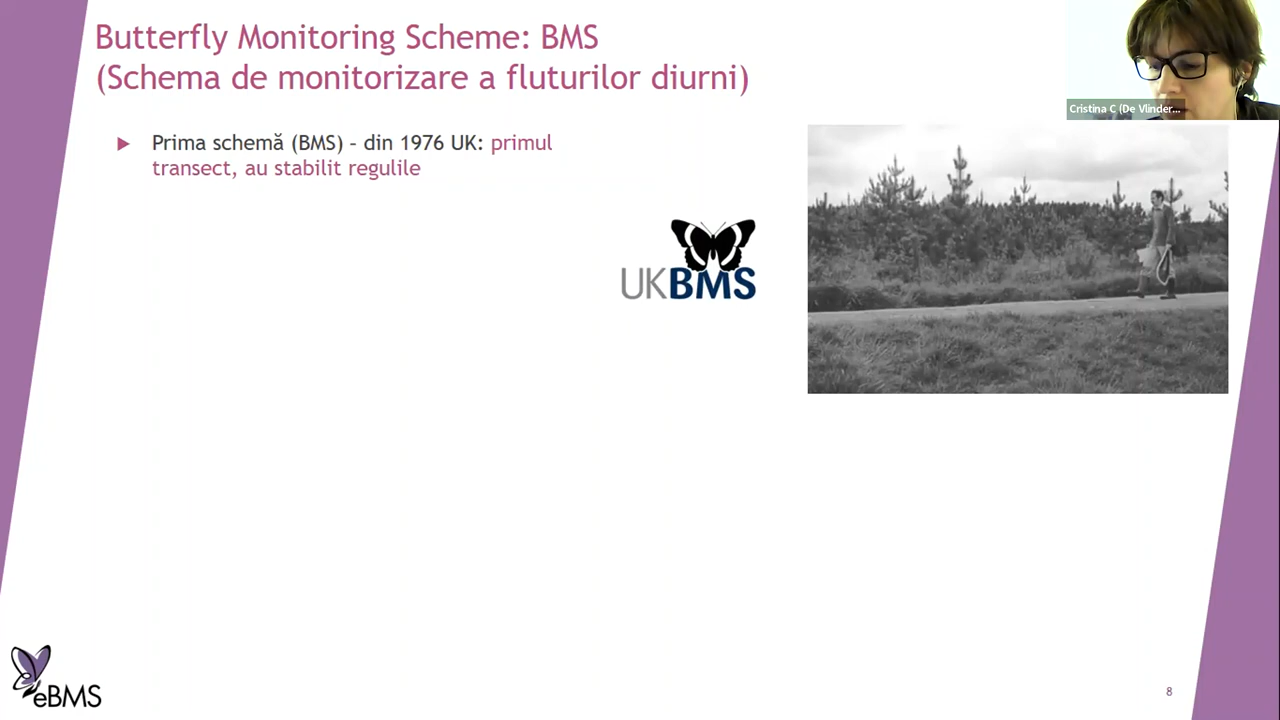 Butterfly Monitoring Scheme: BMS
(Schema de monitorizare a fluturilor diurni)
Cristina C (De Vlinder...
Prima schemă (BMS) – din 1976 UK: primul
transect, au stabilit regulile
UKBMS
eBMS
8